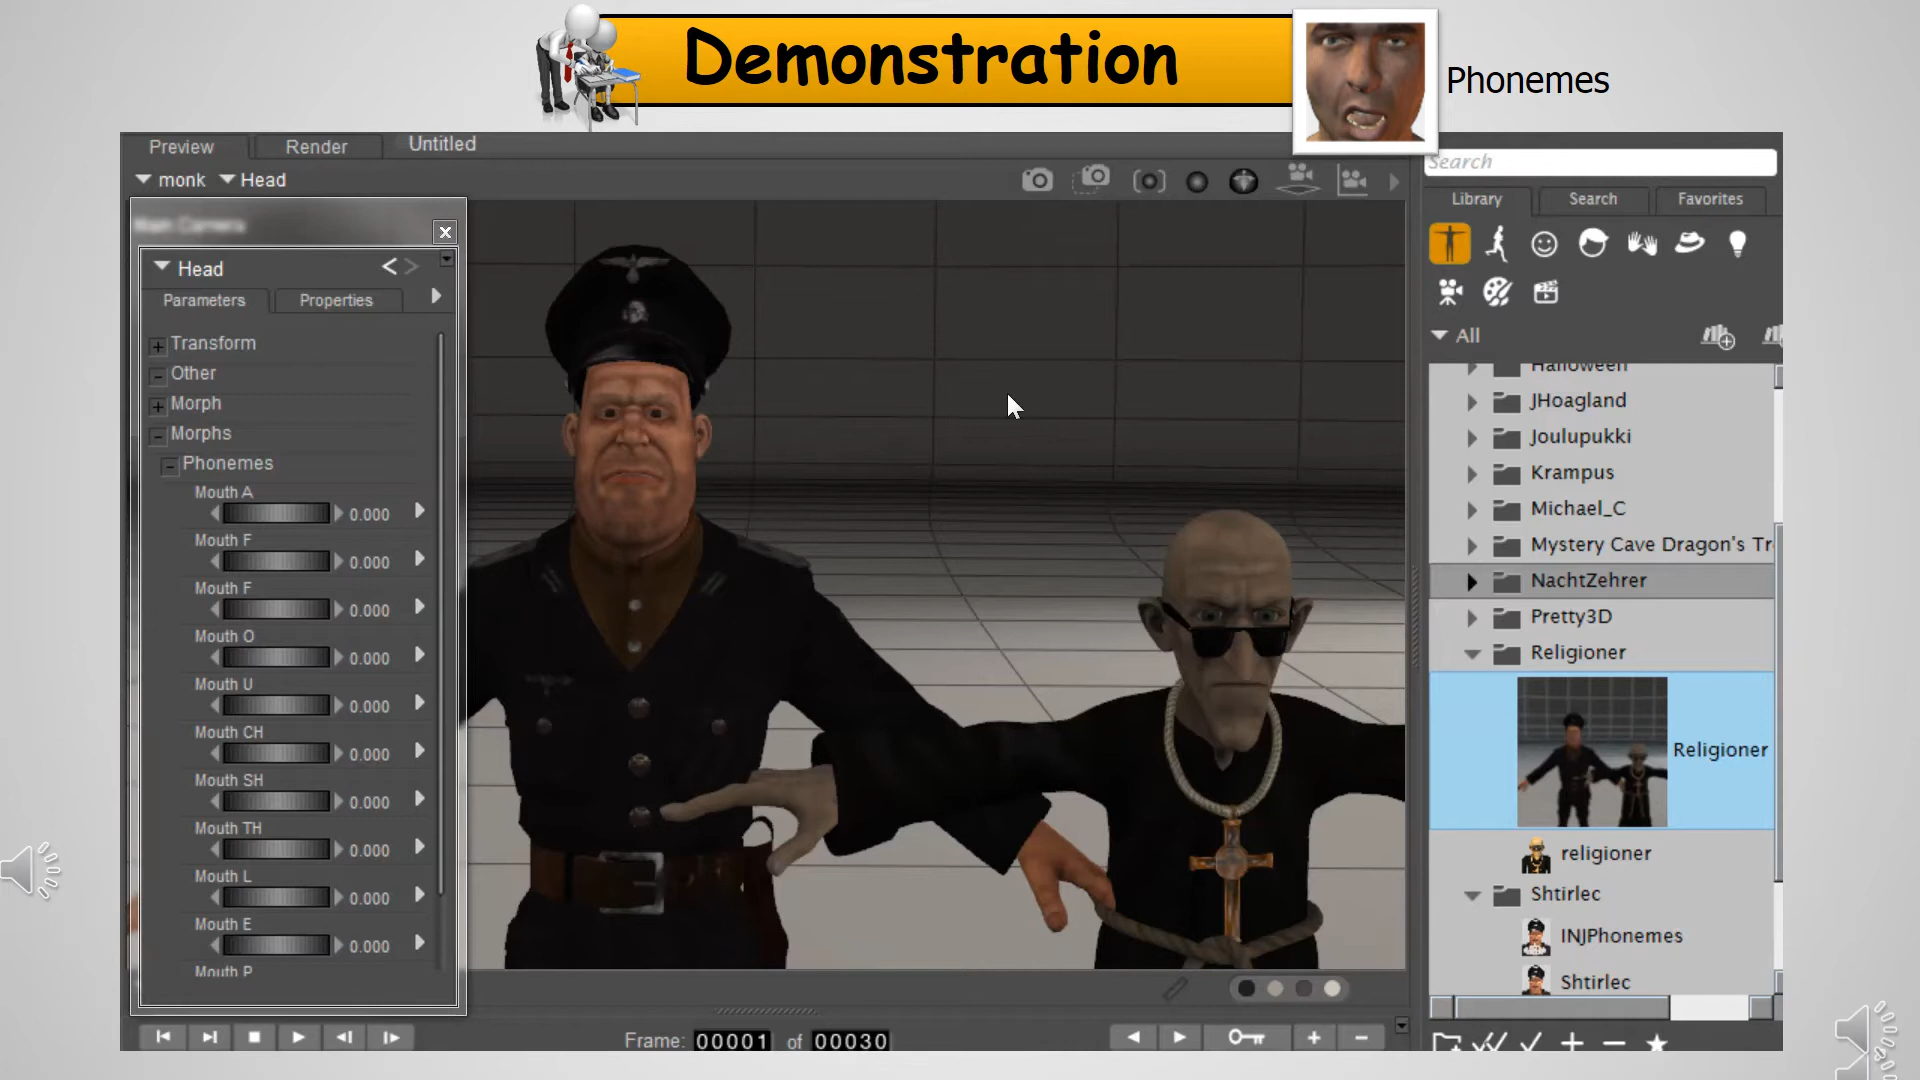 Demonstration
Phonemes
Preview
Render
Untitled
monk
Head
Main Camera
Head
Parameters
Properties
Transform
Other
Morph
Morphs
Phonemes
Mouth A
0.000
Mouth F
0.000
Mouth F
0.000
Mouth O
0.000
Mouth U
0.000
Mouth CH
0.000
Mouth SH
0.000
Mouth TH
0.000
Mouth L
0.000
Mouth E
0.000
Mouth P
Search
Library
Search
Favorites
All
Halloween
JHoagland
Joulupukki
Krampus
Michael_C
Mystery Cave Dragon's Tr
NachtZehrer
Pretty3D
Religioner
Religioner
religioner
Shtirlec
INJPhonemes
Shtirlec
Frame: 00001 of 00030